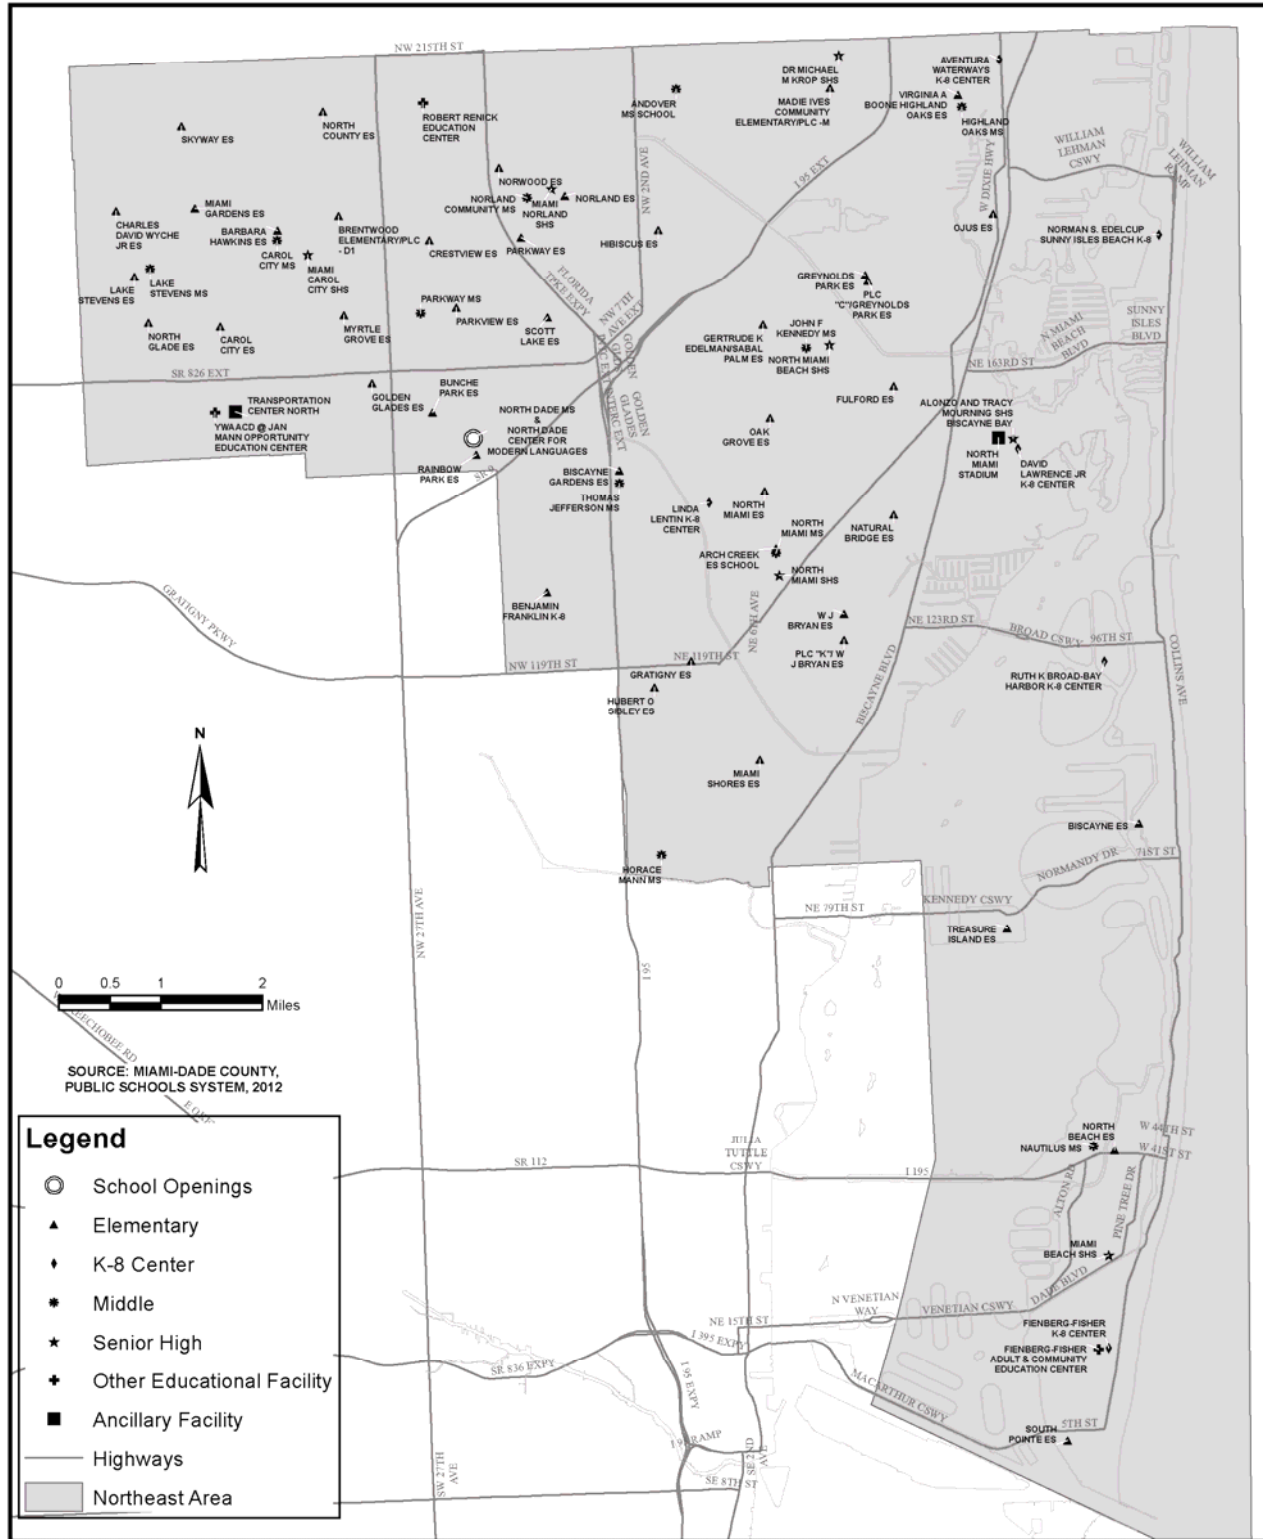 NW 215TH ST
DR MICHAEL
M KROP SHS
AVENTURA
WATERWAYS
K-8 CENTER
ANDOVER
MS SCHOOL
MADIE IVES
COMMUNITY
ELEMENTARY/PLC -M
VIRGINIA A
BOONE HIGHLAND
OAKS ES
HIGHLAND
OAKS MS
ROBERT RENICK
EDUCATION
CENTER
NORTH
COUNTY ES
SKYWAY ES
WILLIAM
LEHMAN
CSWY
WILLIAM
LEHMAN
RAMP
W DIXIE HWY
I 95 EXT
NW 2ND AVE
NORWOOD ES
NORLAND
COMMUNITY MS
MIAMI
NORLAND
SHS
NORLAND ES
MIAMI
GARDENS ES
CHARLES
DAVID WYCHE
JR ES
BARBARA
HAWKINS ES
CAROL
CITY MS
MIAMI
CAROL
CITY SHS
BRENTWOOD
ELEMENTARY/PLC
- D1
CRESTVIEW ES
PARKWAY ES
HIBISCUS ES
OJUS ES
NORMAN S. EDELCUP
SUNNY ISLES BEACH K-8
LAKE
STEVENS ES
LAKE
STEVENS MS
FLORIDA
TPKE EXPY
GREYNOLDS
PARK ES
PLC
"C"/GREYNOLDS
PARK ES
PARKWAY MS
PARKVIEW ES
SCOTT
LAKE ES
NW 7TH
AVE EXT
NORTH
GLADE ES
CAROL
CITY ES
MYRTLE
GROVE ES
GERTRUDE K
EDELMAN/SABAL
PALM ES
JOHN F
KENNEDY MS
NORTH MIAMI
BEACH SHS
N MIAMI
BEACH
BLVD
SUNNY
ISLES
BLVD
NE 163RD ST
SR 826 EXT
GOLDEN
GLADES
INTERC EXT
GOLDEN
GLADES
INTERC EXT
GOLDEN
GLADES ES
BUNCHE
PARK ES
FULFORD ES
TRANSPORTATION
CENTER NORTH
YWAACD @ JAN
MANN OPPORTUNITY
EDUCATION CENTER
NORTH DADE MS
&
NORTH DADE
CENTER FOR
MODERN LANGUAGES
OAK
GROVE ES
ALONZO AND TRACY
MOURNING SHS
BISCAYNE BAY
NORTH
MIAMI
STADIUM
DAVID
LAWRENCE JR
K-8 CENTER
RAINBOW
PARK ES
SR 9
BISCAYNE
GARDENS ES
THOMAS
JEFFERSON MS
LINDA
LENTIN K-8
CENTER
NORTH
MIAMI ES
NORTH
MIAMI MS
NATURAL
BRIDGE ES
ARCH CREEK
ES SCHOOL
NORTH
MIAMI SHS
GRATIGNY PKWY
BENJAMIN
FRANKLIN K-8
NE 6TH AVE
W J
BRYAN ES
PLC "K"/ W
J BRYAN ES
NE 123RD ST
BROAD CSWY
96TH ST
NW 119TH ST
NE 119TH ST
GRATIGNY ES
HUBERT O
SIBLEY ES
RUTH K BROAD-BAY
HARBOR K-8 CENTER
BISCAYNE BLVD
COLLINS AVE
N
MIAMI
SHORES ES
BISCAYNE ES
HORACE
MANN MS
NORMANDY DR
71ST ST
NW 27TH AVE
NE 79TH ST
KENNEDY CSWY
TREASURE
ISLAND ES
I 95
0 0.5 1 2
Miles
SOURCE: MIAMI-DADE COUNTY,
PUBLIC SCHOOLS SYSTEM, 2012
JULIA
TUTTLE
CSWY
SR 112
I 195
NORTH
BEACH ES
NAUTILUS MS
W 44TH ST
W 41ST ST
ALTON RD
PINE TREE DR
MIAMI
BEACH SHS
DADE BLVD
N VENETIAN
WAY
VENETIAN CSWY
NE 15TH ST
I 395 EXPY
SR 836 EXPY
I 95 EXPY
MACARTHUR CSWY
FIENBERG-FISHER
K-8 CENTER
FIENBERG-FISHER
ADULT & COMMUNITY
EDUCATION CENTER
SOUTH
POINTE ES
5TH ST
RAMP
SE 2ND
AVE
SE 8TH ST
SW 27TH
AVE
Legend
School Openings
Elementary
K-8 Center
Middle
Senior High
Other Educational Facility
Ancillary Facility
Highways
Northeast Area